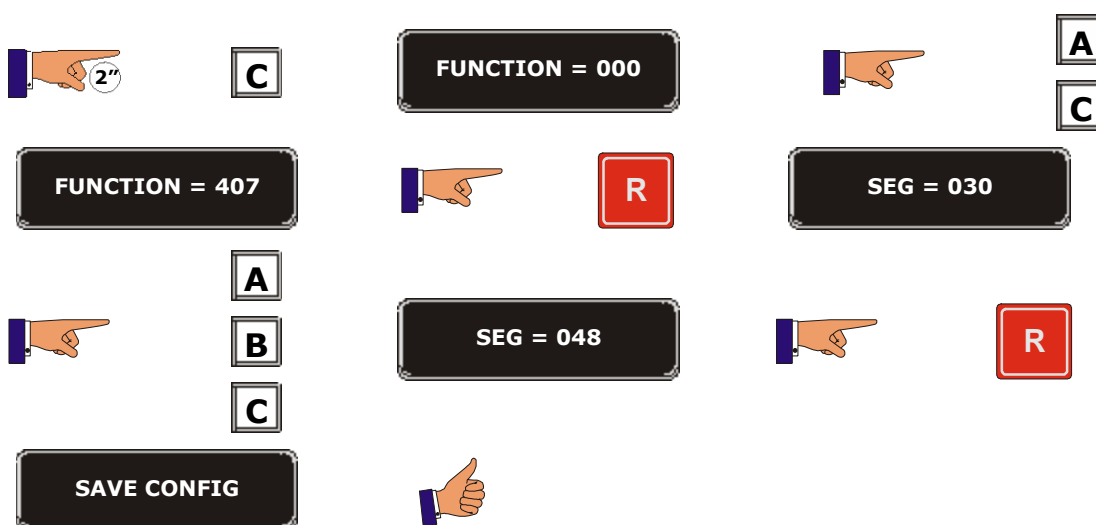 2”
C
FUNCTION = 000
A
C
FUNCTION = 407
R
SEG = 030
A
B
C
SEG = 048
R
SAVE CONFIG